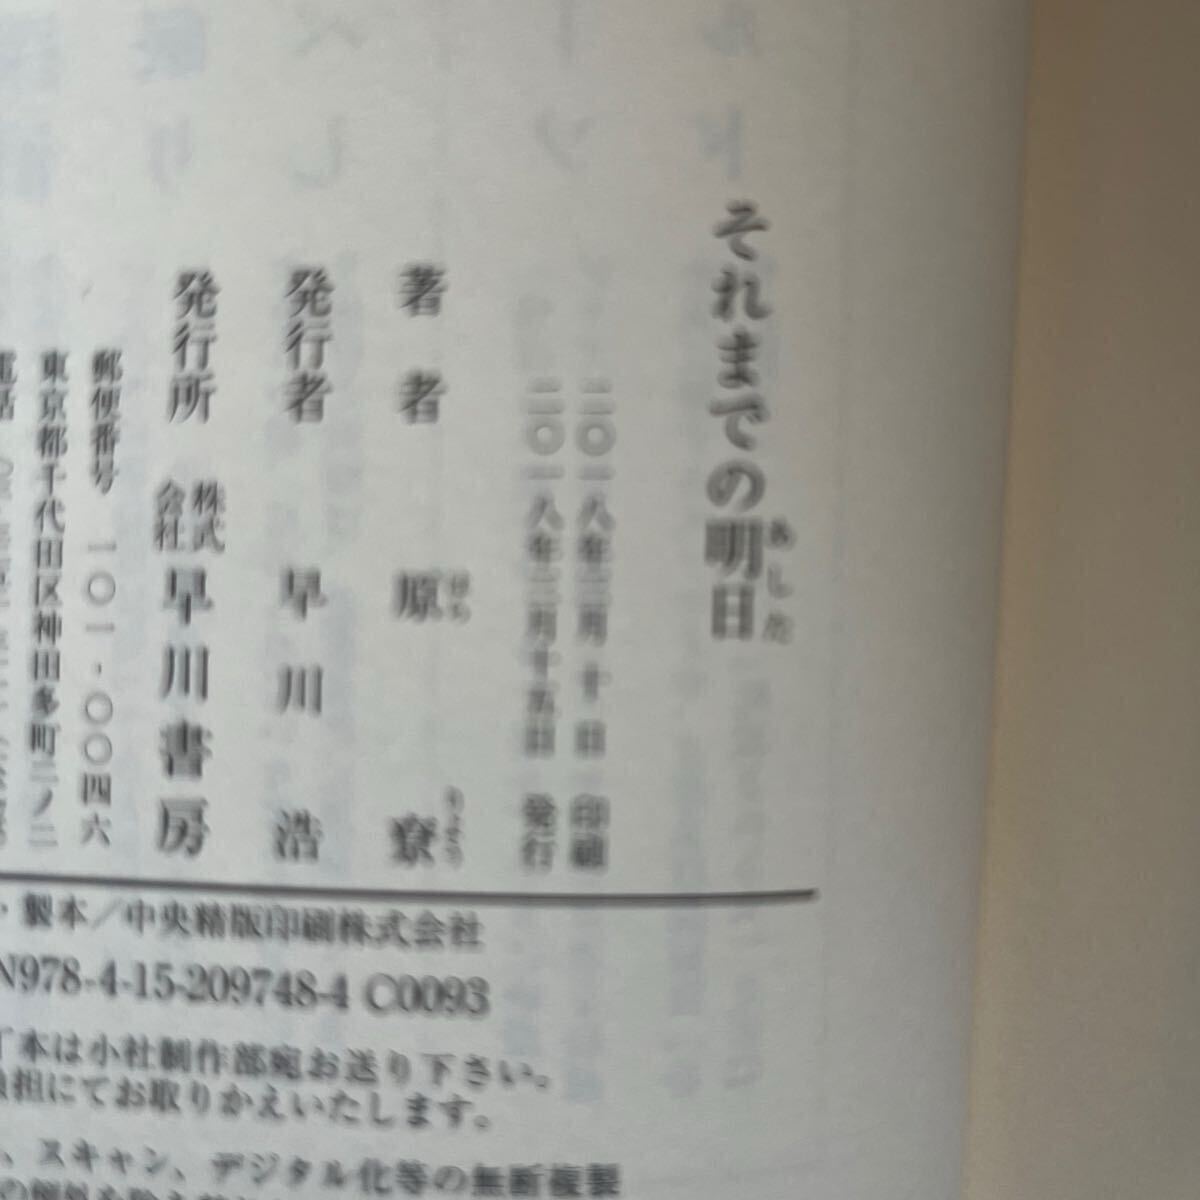 それまでの明日
あした
二〇一八年二月 十 日 印刷
二〇一八年二月十五日 発行
著者 原 尞
はら りょう
発行者 早川 浩
発行所 株式会社 早川書房
郵便番号 一〇一-〇〇四六
東京都千代田区神田多町二ノ二
・製本/中央精版印刷株式会社
N978-4-15-209748-4 C0093
丁本は小社制作部宛お送り下さい。
負担にてお取りかえいたします。
、スキャン、デジタル化等の無断複製